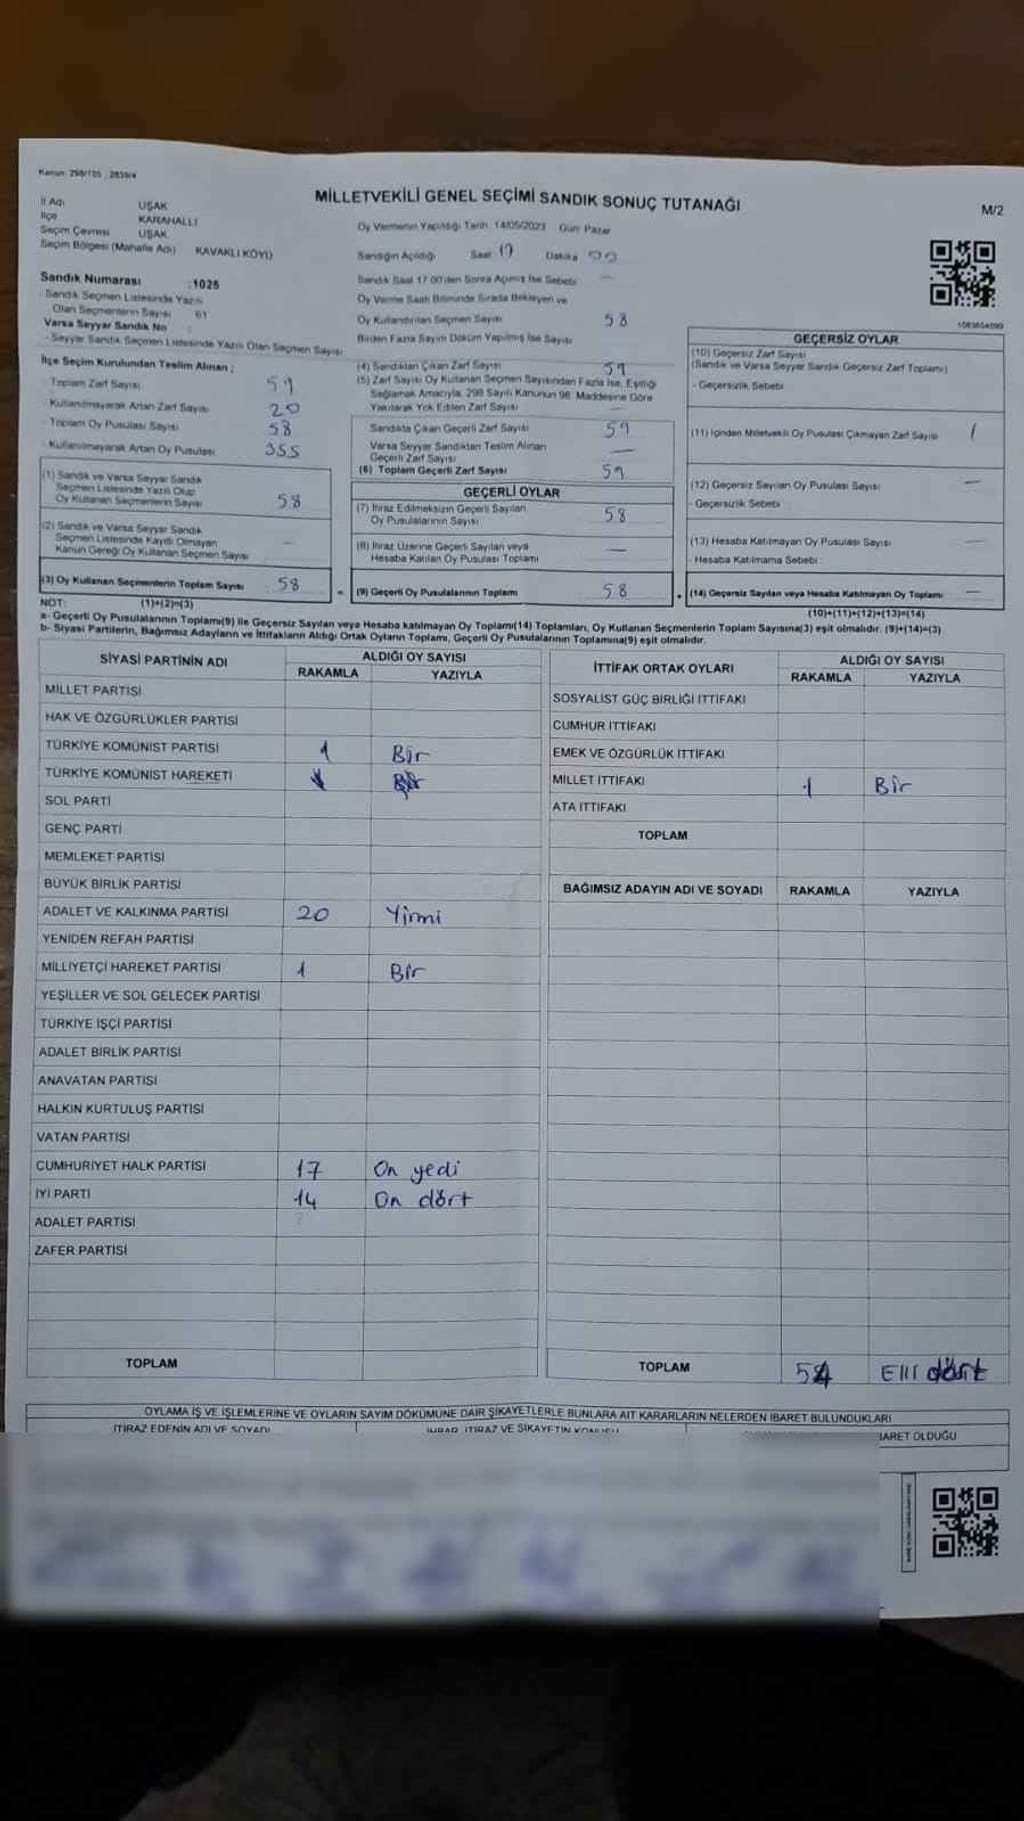 Kanun: 298/105 , 2839/4
MİLLETVEKİLİ GENEL SEÇİMİ SANDIK SONUÇ TUTANAĞI
M/2
İl Adı UŞAK
İlçe KARAHALLI
Seçim Çevresi UŞAK
Seçim Bölgesi (Mahalle Adı) KAVAKLI KÖYÜ
Oy Vermenin Yapıldığı Tarih: 14/05/2023 Gün Pazar
Sandığın Açıldığı Saat 17 Dakika
Sandık Numarası :1025
Sandık Seçmen Listesinde Yazılı
Olan Seçmenlerin Sayısı 61
Varsa Seyyar Sandık No :
- Seyyar Sandık Seçmen Listesinde Yazılı Olan Seçmen Sayısı
Sandık Saat 17.00'den Sonra Açılmış İse Sebebi
Oy Verme Saati Bitiminde Sırada Bekleyen ve
Oy Kullandırılan Seçmen Sayısı 58
Birden Fazla Sayım Döküm Yapılmış İse Sayısı
İlçe Seçim Kurulundan Teslim Alınan ;
Toplam Zarf Sayısı 59
Kullanılmayarak Artan Zarf Sayısı 20
Toplam Oy Pusulası Sayısı 58
Kullanılmayarak Artan Oy Pusulası 355
(1) Sandık ve Varsa Seyyar Sandık
Seçmen Listesinde Yazılı Olup
Oy Kullanan Seçmenlerin Sayısı 58
(2) Sandık ve Varsa Seyyar Sandık
Seçmen Listesinde Kayıtlı Olmayan
Kanun Gereği Oy Kullanan Seçmen Sayısı –
(3) Oy Kullanan Seçmenlerin Toplam Sayısı 58
(4) Sandıktan Çıkan Zarf Sayısı 59
(5) Zarf Sayısı Oy Kullanan Seçmen Sayısından Fazla İse, Eşitliği
Sağlamak Amacıyla, 298 Sayılı Kanunun 98. Maddesine Göre
Yakılarak Yok Edilen Zarf Sayısı —
Sandıkta Çıkan Geçerli Zarf Sayısı 59
Varsa Seyyar Sandıktan Teslim Alınan
Geçerli Zarf Sayısı —
(6) Toplam Geçerli Zarf Sayısı 59
GEÇERLİ OYLAR
(7) İtiraz Edilmeksizin Geçerli Sayılan
Oy Pusulalarının Sayısı 58
(8) İtiraz Üzerine Geçerli Sayılan veya
Hesaba Katılan Oy Pusulası Toplamı —
= (9) Geçerli Oy Pusulalarının Toplamı 58
GEÇERSİZ OYLAR
(10) Geçersiz Zarf Sayısı
(Sandık ve Varsa Seyyar Sandık Geçersiz Zarf Toplamı)
- Geçersizlik Sebebi
(11) İçinden Milletvekili Oy Pusulası Çıkmayan Zarf Sayısı 1
(12) Geçersiz Sayılan Oy Pusulası Sayısı —
- Geçersizlik Sebebi :
(13) Hesaba Katılmayan Oy Pusulası Sayısı —
- Hesaba Katılmama Sebebi :
+ (14) Geçersiz Sayılan veya Hesaba Katılmayan Oy Toplamı —
NOT: (1)+(2)=(3)
(10)+(11)+(12)+(13)=(14)
a- Geçerli Oy Pusulalarının Toplamı(9) ile Geçersiz Sayılan veya Hesaba katılmayan Oy Toplamı(14) Toplamları, Oy Kullanan Seçmenlerin Toplam Sayısına(3) eşit olmalıdır. (9)+(14)=(3)
b- Siyasi Partilerin, Bağımsız Adayların ve İttifakların Aldığı Ortak Oyların Toplamı, Geçerli Oy Pusulalarının Toplamına(9) eşit olmalıdır.
SİYASİ PARTİNİN ADI ALDIĞI OY SAYISI
RAKAMLA YAZIYLA
MİLLET PARTİSİ
HAK VE ÖZGÜRLÜKLER PARTİSİ
TÜRKİYE KOMÜNİST PARTİSİ 1 Bir
TÜRKİYE KOMÜNİST HAREKETİ
SOL PARTİ
GENÇ PARTİ
MEMLEKET PARTİSİ
BÜYÜK BİRLİK PARTİSİ
ADALET VE KALKINMA PARTİSİ 20 Yirmi
YENİDEN REFAH PARTİSİ
MİLLİYETÇİ HAREKET PARTİSİ 1 Bir
YEŞİLLER VE SOL GELECEK PARTİSİ
TÜRKİYE İŞÇİ PARTİSİ
ADALET BİRLİK PARTİSİ
ANAVATAN PARTİSİ
HALKIN KURTULUŞ PARTİSİ
VATAN PARTİSİ
CUMHURİYET HALK PARTİSİ 17 On yedi
İYİ PARTİ 14 On dört
ADALET PARTİSİ
ZAFER PARTİSİ
TOPLAM
İTTİFAK ORTAK OYLARI ALDIĞI OY SAYISI
RAKAMLA YAZIYLA
SOSYALİST GÜÇ BİRLİĞİ İTTİFAKI
CUMHUR İTTİFAKI
EMEK VE ÖZGÜRLÜK İTTİFAKI
MİLLET İTTİFAKI 1 Bir
ATA İTTİFAKI
TOPLAM
BAĞIMSIZ ADAYIN ADI VE SOYADI RAKAMLA YAZIYLA
TOPLAM 54 Elli dört
OYLAMA İŞ VE İŞLEMLERİNE VE OYLARIN SAYIM DÖKÜMÜNE DAİR ŞİKAYETLERLE BUNLARA AİT KARARLARIN NELERDEN İBARET BULUNDUKLARI
İTİRAZ EDENİN ADI VE SOYADI İHBAR, İTİRAZ VE ŞİKAYETİN KONUSU BARET OLDUĞU